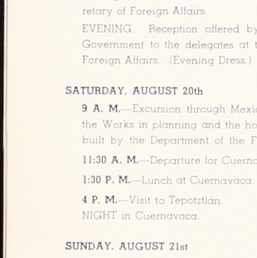 retary of Foreign Affairs.
EVENING. Reception offered by
Government to the delegates at t
Foreign Affairs. (Evening Dress.)
SATURDAY, AUGUST 20th
9 A. M.—Excursion through Mexic
the Works in planning and the ho
built by the Department of the F
11:30 A. M.—Departure for Cuerna
1:30 P. M.—Lunch at Cuernavaca.
4 P. M.—Visit to Tepoztlán.
NIGHT in Cuernavaca.
SUNDAY, AUGUST 21st